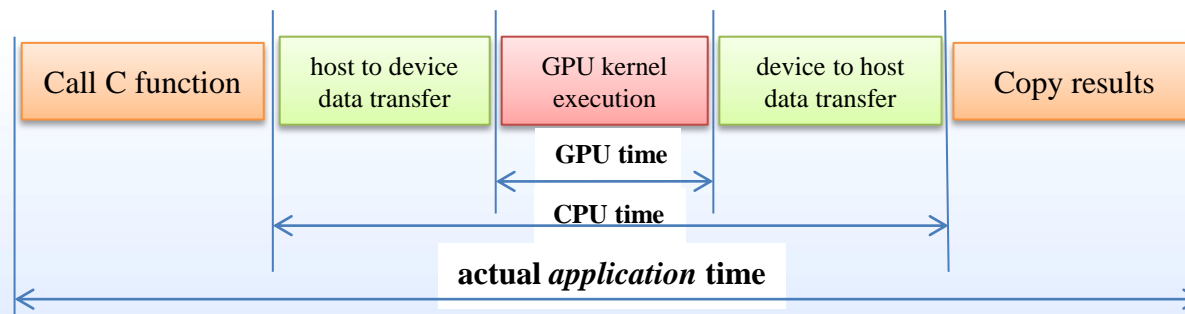 Call C function
host to device
data transfer
GPU kernel
execution
device to host
data transfer
Copy results
GPU time
CPU time
actual application time